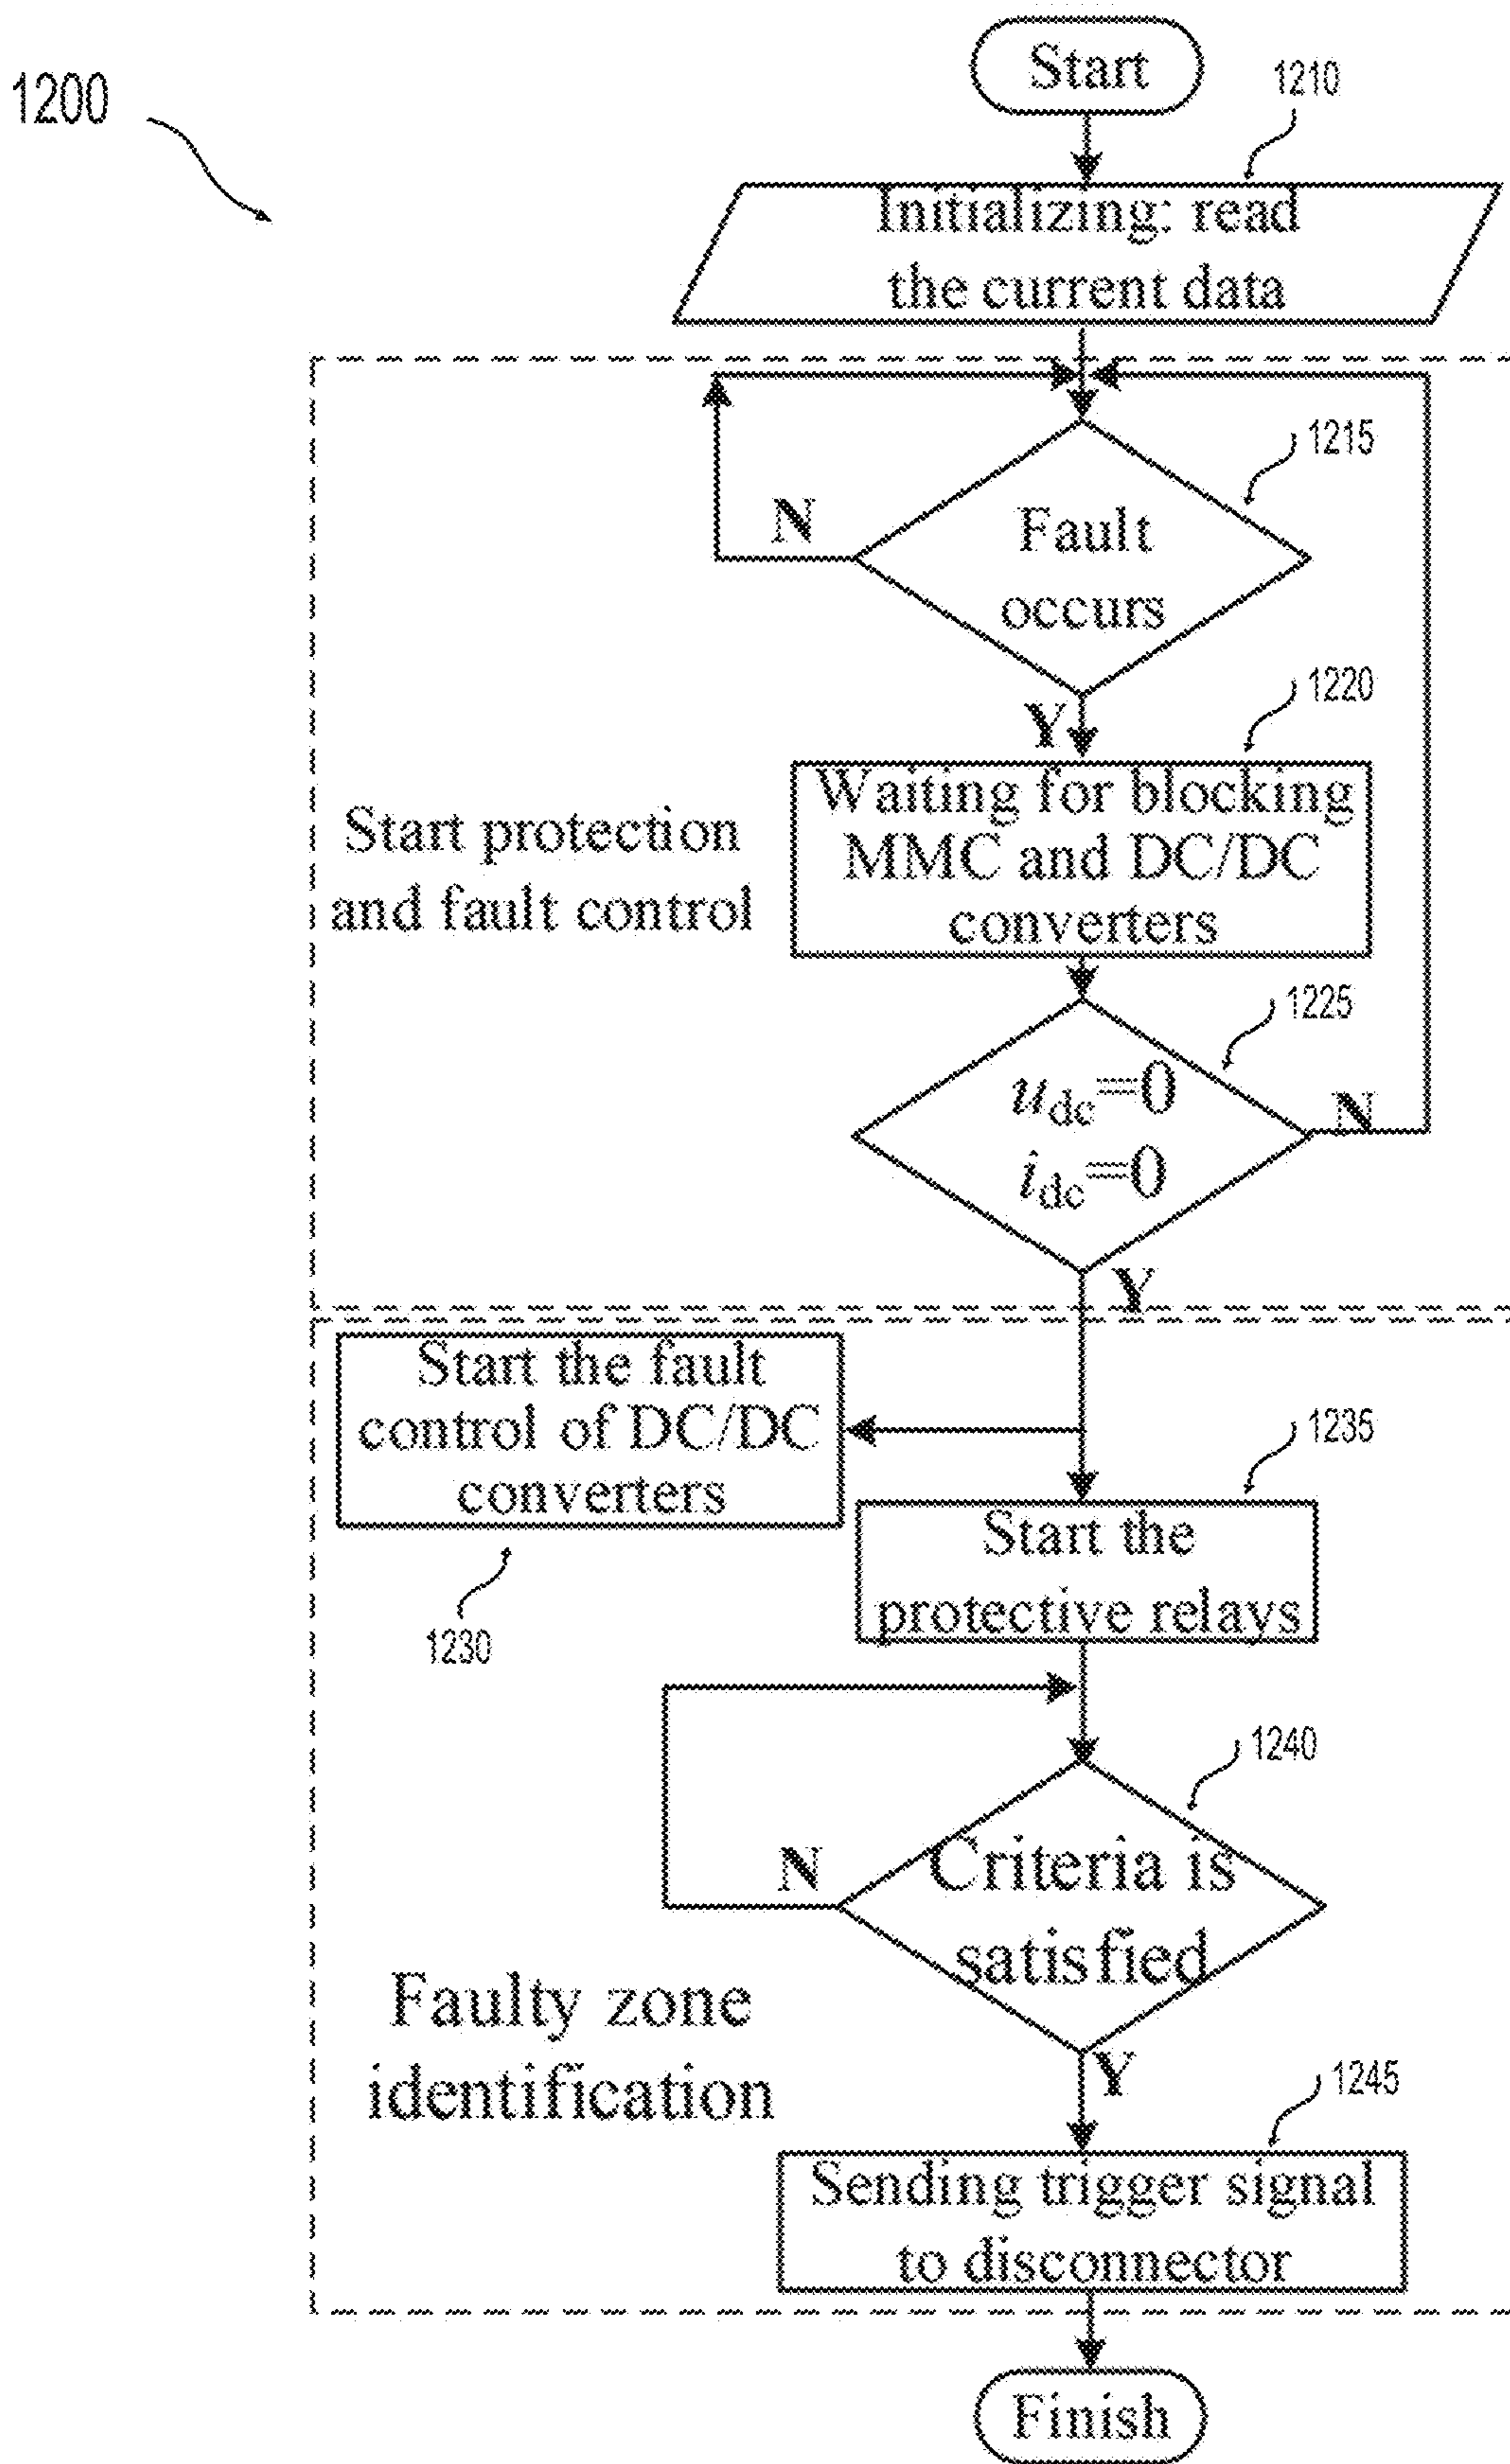 1200
Start
1210
Initializing: read
the current data
1215
N
Fault
occurs
1220
Y
Waiting for blocking
MMC and DC/DC
converters
Start protection
and fault control
1225
u_dc=0
i_dc=0
N
Y
Start the fault
control of DC/DC
converters
1230
1235
Start the
protective relays
1240
N
Criteria is
satisfied
Faulty zone
identification
Y
1245
Sending trigger signal
to disconnector
Finish